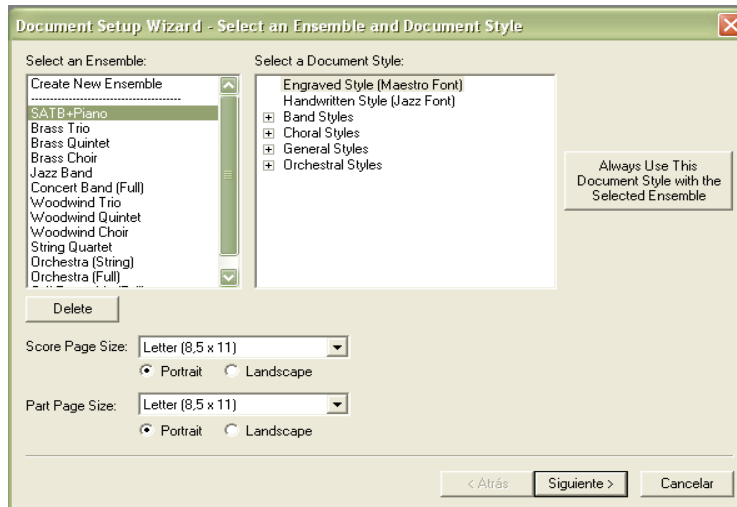 Document Setup Wizard - Select an Ensemble and Document Style
Select an Ensemble:
Create New Ensemble
----------------------------------------
SATB+Piano
Brass Trio
Brass Quintet
Brass Choir
Jazz Band
Concert Band (Full)
Woodwind Trio
Woodwind Quintet
Woodwind Choir
String Quartet
Orchestra (String)
Orchestra (Full)
Delete
Select a Document Style:
Engraved Style (Maestro Font)
Handwritten Style (Jazz Font)
Band Styles
Choral Styles
General Styles
Orchestral Styles
Always Use This
Document Style with the
Selected Ensemble
Score Page Size: Letter (8,5 x 11)
Portrait Landscape
Part Page Size: Letter (8,5 x 11)
Portrait Landscape
< Atrás Siguiente > Cancelar